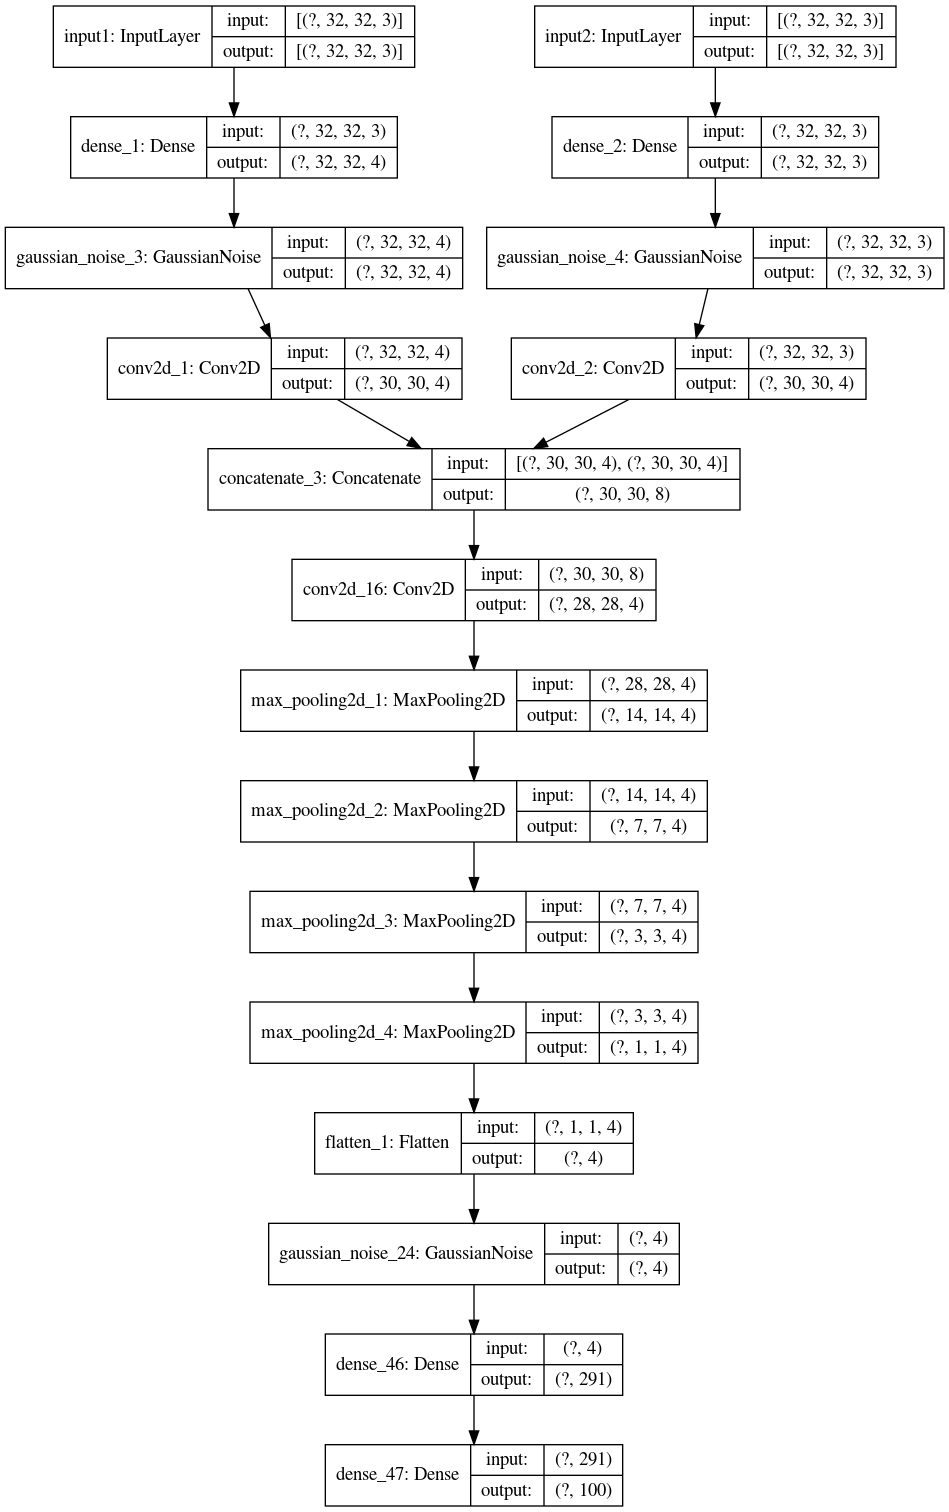 input1: InputLayer
input: [(?, 32, 32, 3)]
output: [(?, 32, 32, 3)]
input2: InputLayer
input: [(?, 32, 32, 3)]
output: [(?, 32, 32, 3)]
dense_1: Dense
input: (?, 32, 32, 3)
output: (?, 32, 32, 4)
dense_2: Dense
input: (?, 32, 32, 3)
output: (?, 32, 32, 3)
gaussian_noise_3: GaussianNoise
input: (?, 32, 32, 4)
output: (?, 32, 32, 4)
gaussian_noise_4: GaussianNoise
input: (?, 32, 32, 3)
output: (?, 32, 32, 3)
conv2d_1: Conv2D
input: (?, 32, 32, 4)
output: (?, 30, 30, 4)
conv2d_2: Conv2D
input: (?, 32, 32, 3)
output: (?, 30, 30, 4)
concatenate_3: Concatenate
input: [(?, 30, 30, 4), (?, 30, 30, 4)]
output: (?, 30, 30, 8)
conv2d_16: Conv2D
input: (?, 30, 30, 8)
output: (?, 28, 28, 4)
max_pooling2d_1: MaxPooling2D
input: (?, 28, 28, 4)
output: (?, 14, 14, 4)
max_pooling2d_2: MaxPooling2D
input: (?, 14, 14, 4)
output: (?, 7, 7, 4)
max_pooling2d_3: MaxPooling2D
input: (?, 7, 7, 4)
output: (?, 3, 3, 4)
max_pooling2d_4: MaxPooling2D
input: (?, 3, 3, 4)
output: (?, 1, 1, 4)
flatten_1: Flatten
input: (?, 1, 1, 4)
output: (?, 4)
gaussian_noise_24: GaussianNoise
input: (?, 4)
output: (?, 4)
dense_46: Dense
input: (?, 4)
output: (?, 291)
dense_47: Dense
input: (?, 291)
output: (?, 100)